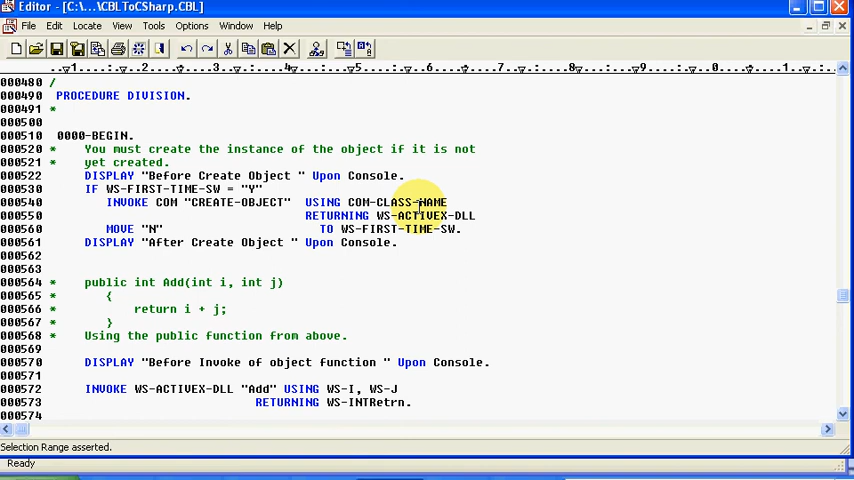 Editor - [C:\...\CBLToCSharp.CBL]
File Edit Locate View Tools Options Window Help
000480 /
000490  PROCEDURE DIVISION.
000491 *
000500
000510  0000-BEGIN.
000520 *    You must create the instance of the object if it is not
000521 *    yet created.
000522      DISPLAY "Before Create Object " Upon Console.
000530      IF WS-FIRST-TIME-SW = "Y"
000540         INVOKE COM "CREATE-OBJECT"  USING COM-CLASS-NAME
000550                                     RETURNING WS-ACTIVEX-DLL
000560         MOVE "N"                      TO WS-FIRST-TIME-SW.
000561      DISPLAY "After Create Object " Upon Console.
000562
000563
000564 *    public int Add(int i, int j)
000565 *       {
000566 *           return i + j;
000567 *       }
000568 *    Using the public function from above.
000569
000570      DISPLAY "Before Invoke of object function " Upon Console.
000571
000572      INVOKE WS-ACTIVEX-DLL "Add" USING WS-I, WS-J
000573                              RETURNING WS-INTRetrn.
000574
Selection Range asserted.
Ready